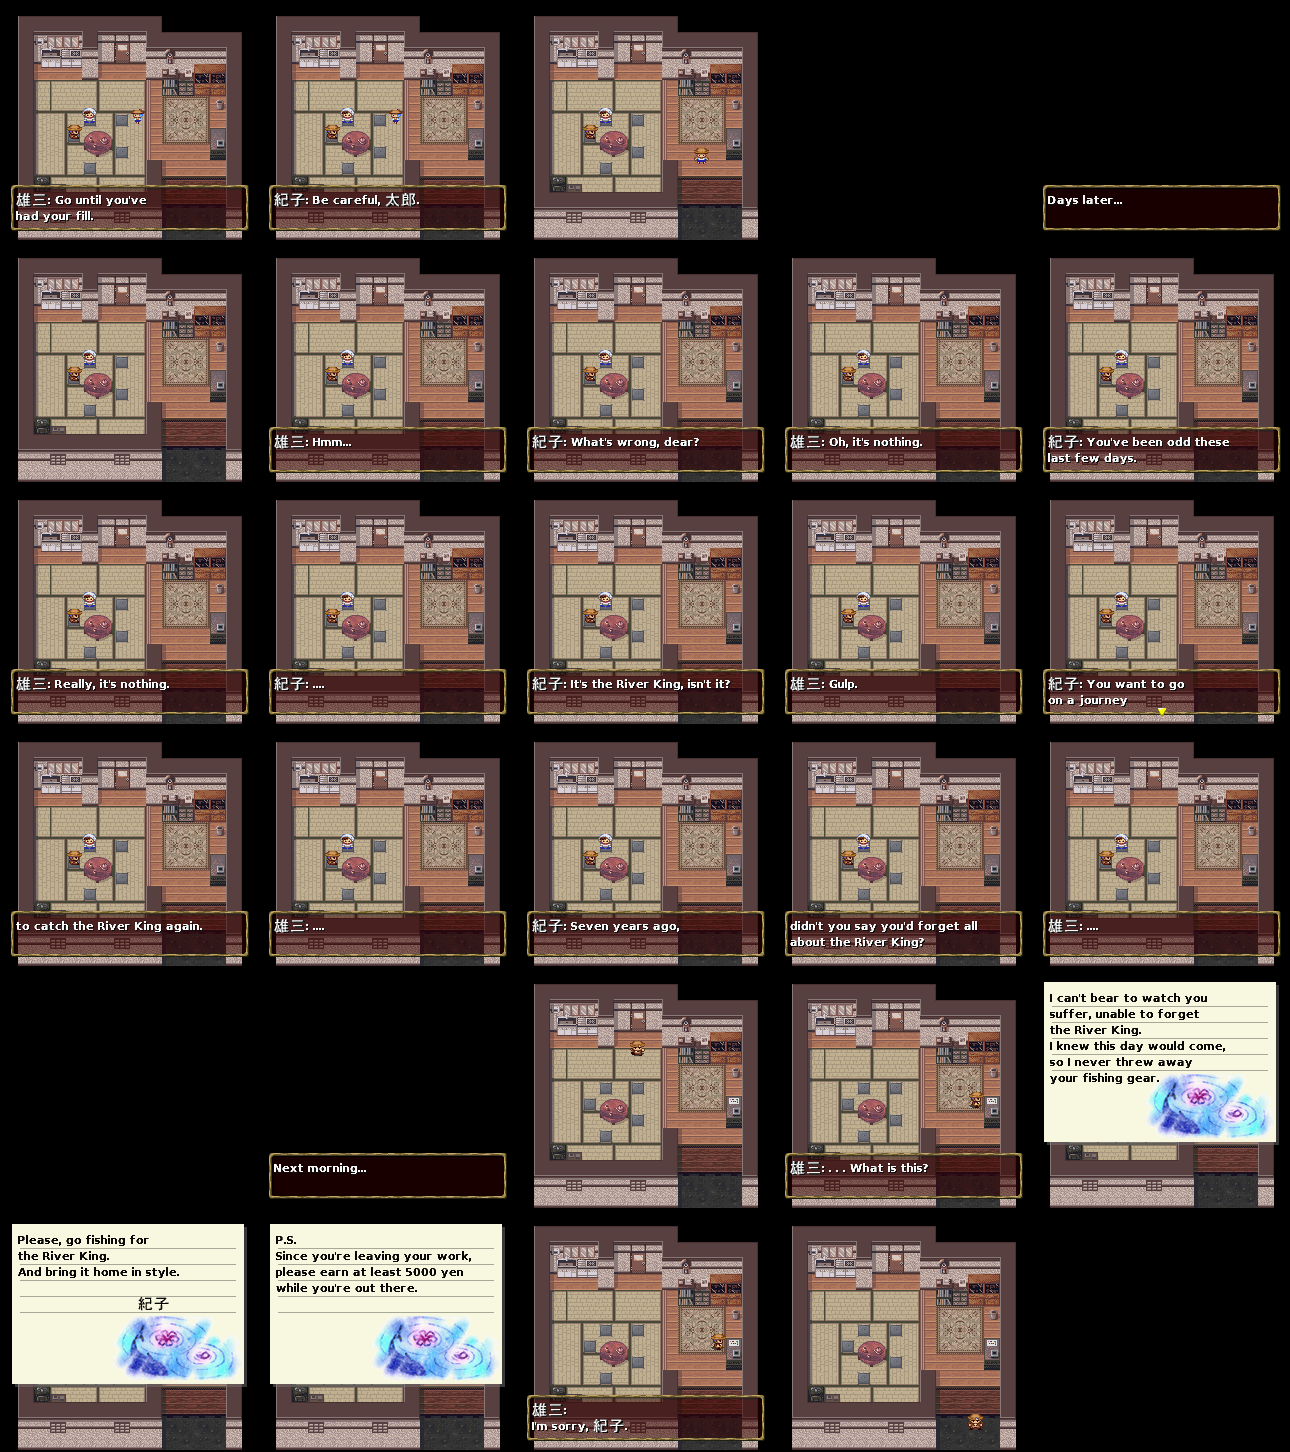 雄三: Go until you've
had your fill.
紀子: Be careful, 太郎.
Days later...
雄三: Hmm...
紀子: What's wrong, dear?
雄三: Oh, it's nothing.
紀子: You've been odd these
last few days.
雄三: Really, it's nothing.
紀子: ....
紀子: It's the River King, isn't it?
雄三: Gulp.
紀子: You want to go
on a journey
to catch the River King again.
雄三: ....
紀子: Seven years ago,
didn't you say you'd forget all
about the River King?
雄三: ....
Next morning...
雄三: . . . What is this?
I can't bear to watch you
suffer, unable to forget
the River King.
I knew this day would come,
so I never threw away
your fishing gear.
Please, go fishing for
the River King.
And bring it home in style.
紀子
P.S.
Since you're leaving your work,
please earn at least 5000 yen
while you're out there.
雄三:
I'm sorry, 紀子.